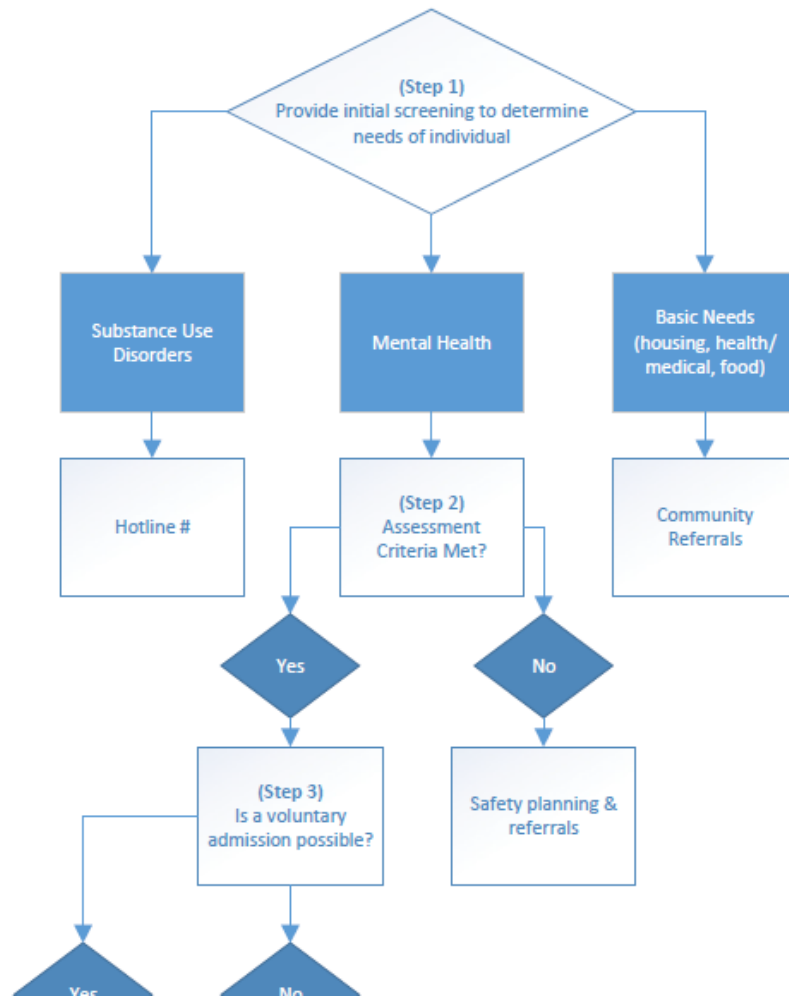 (Step 1)
Provide initial screening to determine
needs of individual
Substance Use
Disorders
Mental Health
Basic Needs
(housing, health/
medical, food)
Hotline #
(Step 2)
Assessment
Criteria Met?
Community
Referrals
Yes
No
(Step 3)
Is a voluntary
admission possible?
Safety planning &
referrals
Yes
No